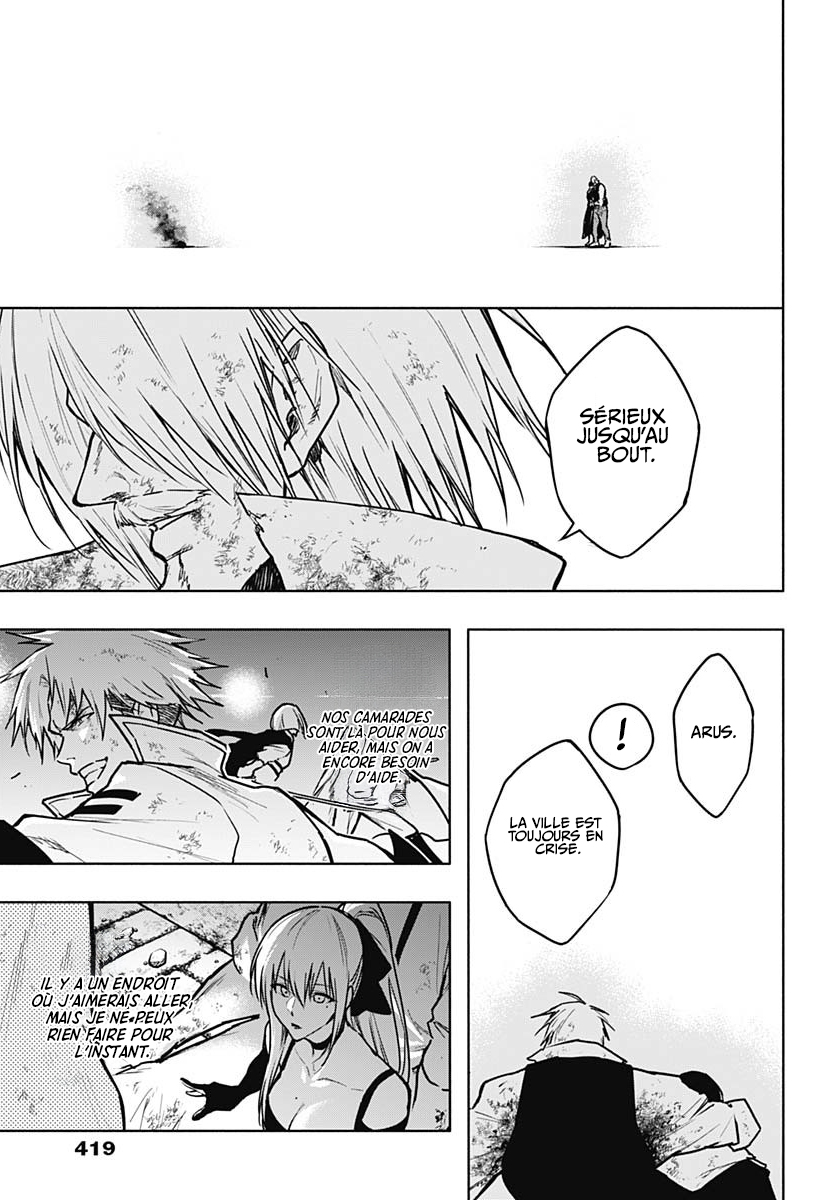 SÉRIEUX
JUSQU'AU
BOUT.
ARUS.
!
LA VILLE EST
TOUJOURS EN
CRISE.
NOS CAMARADES
SONT LÀ POUR NOUS
AIDER, MAIS ON A
ENCORE BESOIN
D'AIDE.
IL Y A UN ENDROIT
OÙ J'AIMERAIS ALLER,
MAIS JE NE PEUX
RIEN FAIRE POUR
L'INSTANT.
419